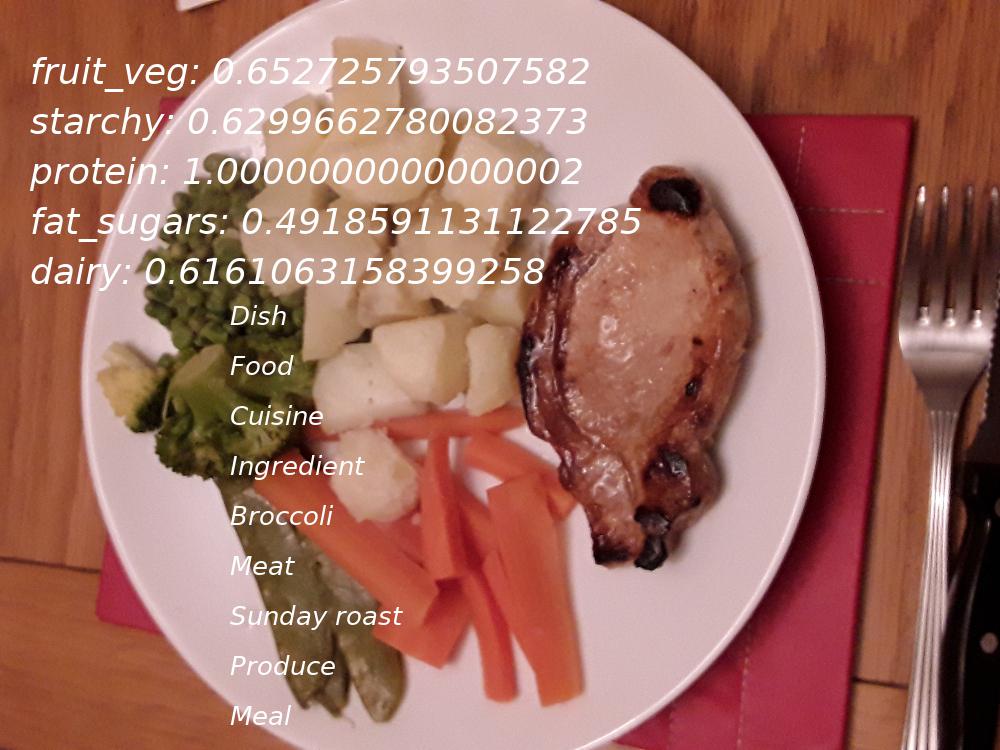 fruit_veg: 0.652725793507582
starchy: 0.6299662780082373
protein: 1.0000000000000002
fat_sugars: 0.4918591131122785
dairy: 0.6161063158399258
Dish
Food
Cuisine
Ingredient
Broccoli
Meat
Sunday roast
Produce
Meal